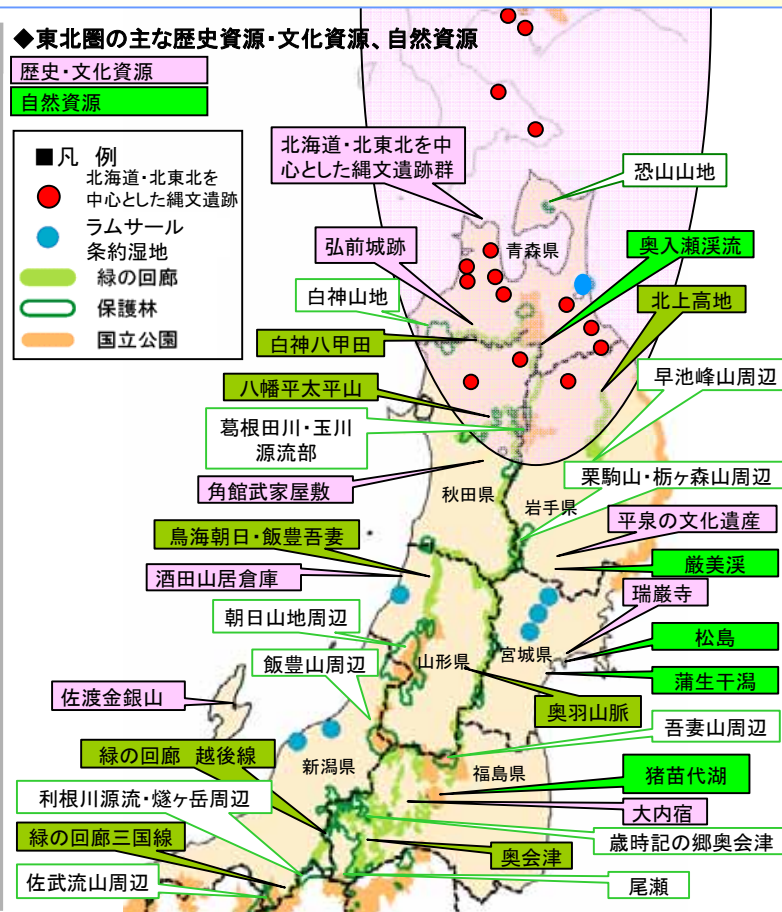 ◆東北圏の主な歴史資源・文化資源、自然資源
歴史・文化資源
自然資源
■凡 例
北海道・北東北を
中心とした縄文遺跡
ラムサール
条約湿地
緑の回廊
保護林
国立公園
北海道・北東北を中
心とした縄文遺跡群
恐山山地
弘前城跡
青森県
奥入瀬渓流
白神山地
北上高地
白神八甲田
八幡平太平山
早池峰山周辺
葛根田川・玉川
源流部
角館武家屋敷
秋田県
岩手県
栗駒山・栃ヶ森山周辺
平泉の文化遺産
鳥海朝日・飯豊吾妻
厳美渓
酒田山居倉庫
瑞巌寺
朝日山地周辺
松島
山形県
宮城県
飯豊山周辺
蒲生干潟
佐渡金銀山
奥羽山脈
吾妻山周辺
緑の回廊 越後線
新潟県
福島県
猪苗代湖
利根川源流・燧ヶ岳周辺
大内宿
歳時記の郷奥会津
緑の回廊三国線
奥会津
佐武流山周辺
尾瀬